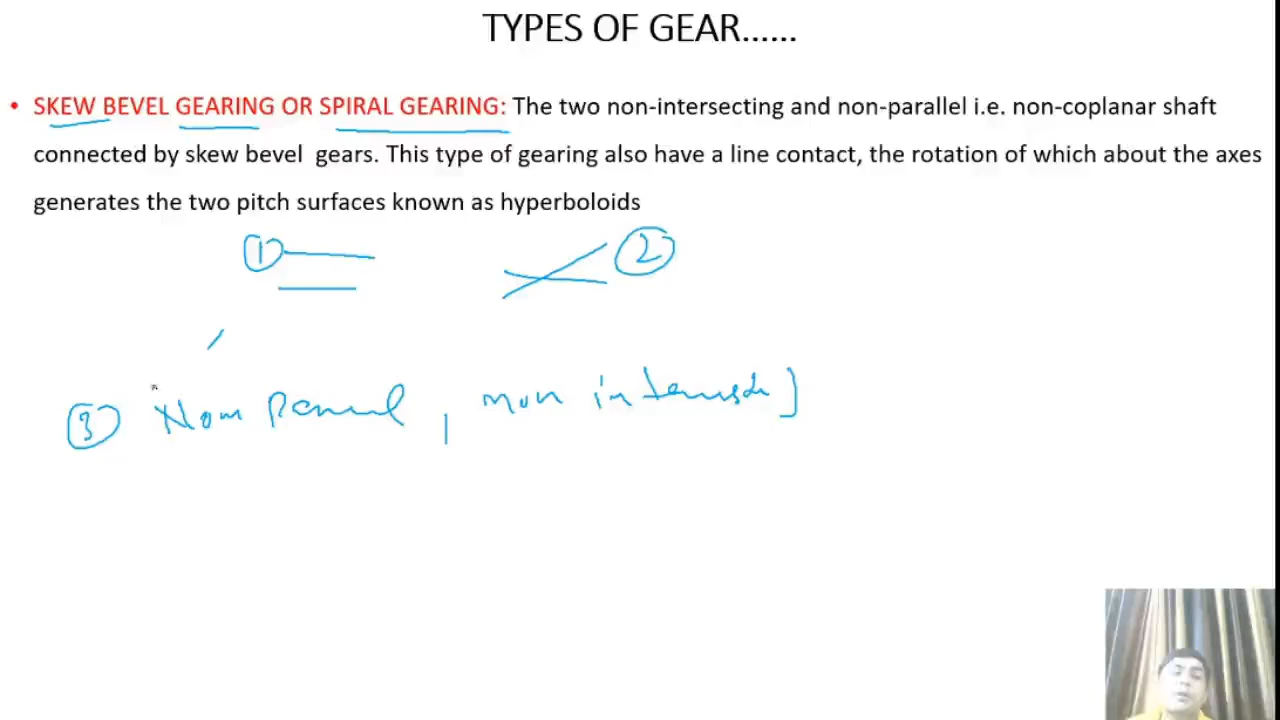 TYPES OF GEAR......
• SKEW BEVEL GEARING OR SPIRAL GEARING: The two non-intersecting and non-parallel i.e. non-coplanar shaft
connected by skew bevel gears. This type of gearing also have a line contact, the rotation of which about the axes
generates the two pitch surfaces known as hyperboloids
1 2
3 Non , non